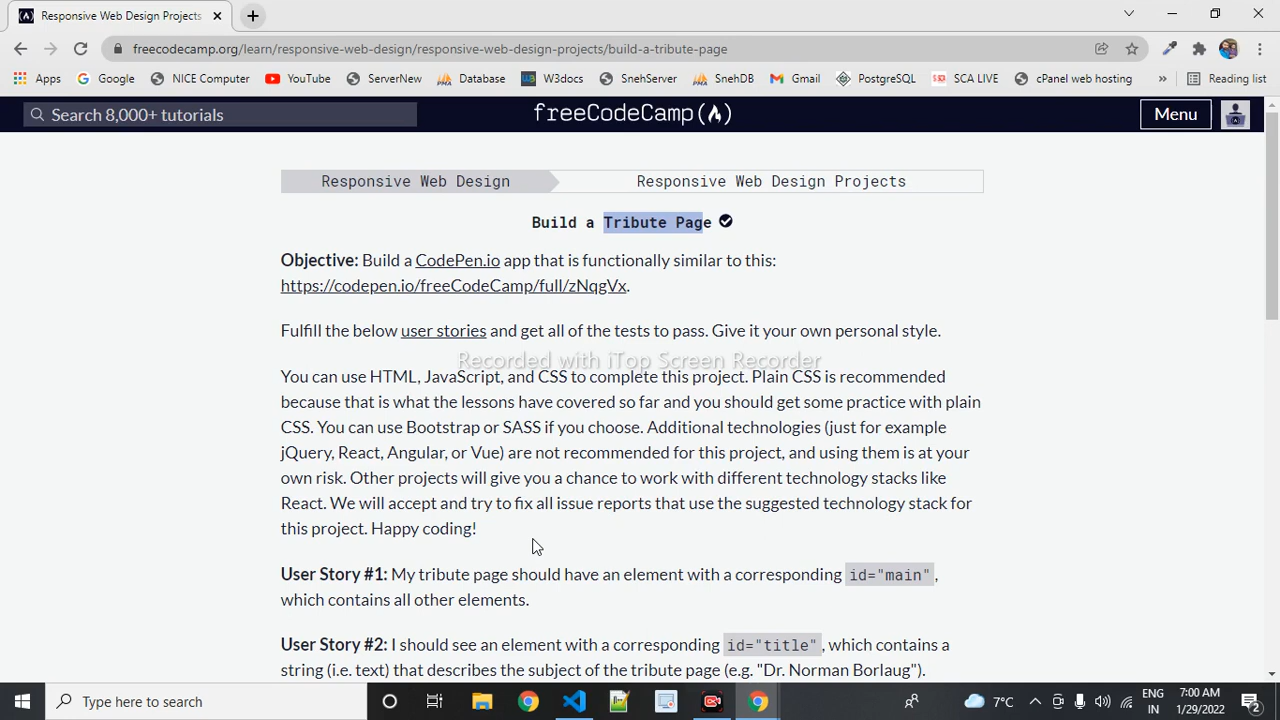 Responsive Web Design Projects
freecodecamp.org/learn/responsive-web-design/responsive-web-design-projects/build-a-tribute-page
Apps Google NICE Computer YouTube ServerNew Database W3docs SnehServer SnehDB Gmail PostgreSQL SCA LIVE cPanel web hosting » Reading list
Search 8,000+ tutorials freeCodeCamp Menu
Responsive Web Design Responsive Web Design Projects
Build a Tribute Page
Objective: Build a CodePen.io app that is functionally similar to this:
https://codepen.io/freeCodeCamp/full/zNqgVx.
Fulfill the below user stories and get all of the tests to pass. Give it your own personal style.
Recorded with iTop Screen Recorder
You can use HTML, JavaScript, and CSS to complete this project. Plain CSS is recommended
because that is what the lessons have covered so far and you should get some practice with plain
CSS. You can use Bootstrap or SASS if you choose. Additional technologies (just for example
jQuery, React, Angular, or Vue) are not recommended for this project, and using them is at your
own risk. Other projects will give you a chance to work with different technology stacks like
React. We will accept and try to fix all issue reports that use the suggested technology stack for
this project. Happy coding!
User Story #1: My tribute page should have an element with a corresponding id="main",
which contains all other elements.
User Story #2: I should see an element with a corresponding id="title", which contains a
string (i.e. text) that describes the subject of the tribute page (e.g. "Dr. Norman Borlaug").
Type here to search 7°C ENG 7:00 AM
IN 1/29/2022 2